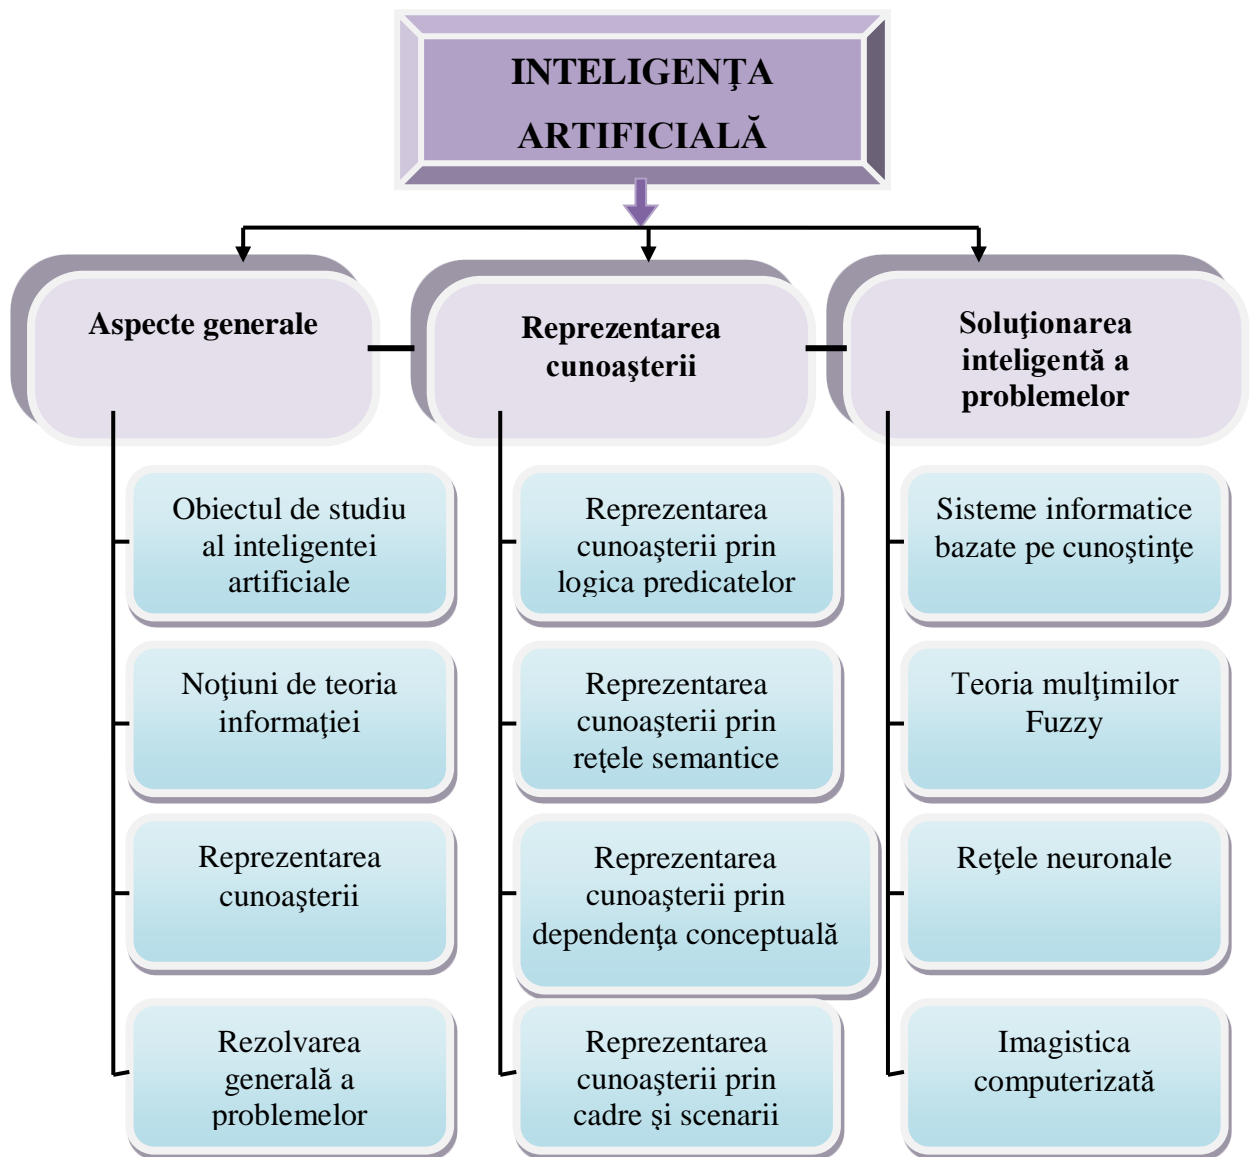 INTELIGENŢA
ARTIFICIALĂ
Aspecte generale
Reprezentarea
cunoaşterii
Soluţionarea
inteligentă a
problemelor
Obiectul de studiu
al inteligentei
artificiale
Noţiuni de teoria
informaţiei
Reprezentarea
cunoaşterii
Rezolvarea
generală a
problemelor
Reprezentarea
cunoaşterii prin
logica predicatelor
Reprezentarea
cunoaşterii prin
reţele semantice
Reprezentarea
cunoaşterii prin
dependenţa conceptuală
Reprezentarea
cunoaşterii prin
cadre şi scenarii
Sisteme informatice
bazate pe cunoştinţe
Teoria mulţimilor
Fuzzy
Reţele neuronale
Imagistica
computerizată